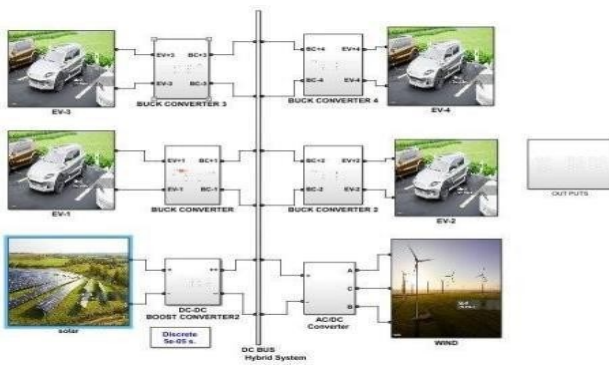 EV+3 BC+3
EV-3 BC-3
BUCK CONVERTER 3
EV-3
BC+4 EV+4
BC-4 EV-4
BUCK CONVERTER 4
EV-4
EV+1 BC+1
EV-1 BC-1
BUCK CONVERTER
EV-1
BC+2 EV+2
BC-2 EV-2
BUCK CONVERTER 2
EV-2
OUT PUTS
solar
DC-DC
BOOST CONVERTER2
Discrete
5e-05 s.
DC BUS
Hybrid System
A
C
B
AC/DC
Converter
WIND